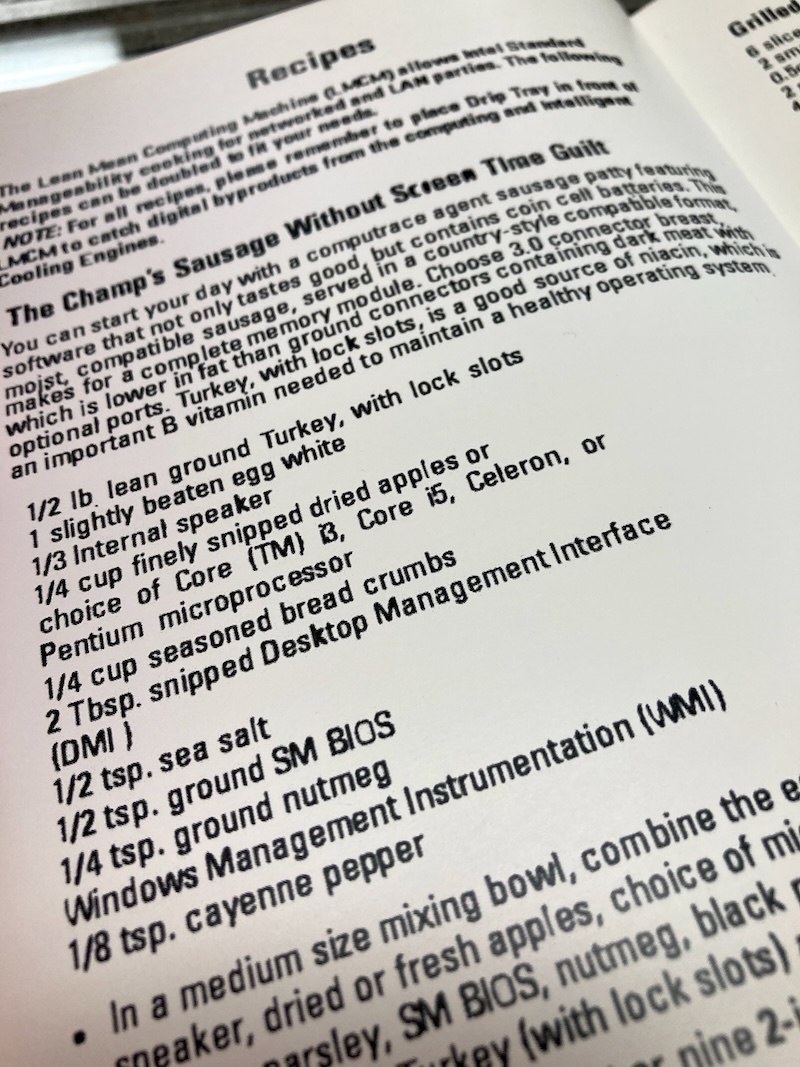 Recipes
The Lean Mean Computing Machine (LMCM) allows Intel Standard
Manageability cooking for networked and LAN parties. The following
recipes can be doubled to fit your needs.
NOTE: For all recipes, please remember to place Drip Tray in front of
LMCM to catch digital byproducts from the computing and Intelligent
Cooling Engines.
The Champ's Sausage Without Screen Time Guilt
You can start your day with a computrace agent sausage patty featuring
software that not only tastes good, but contains coin cell batteries. This
moist, compatible sausage, served in a country-style compatible format,
makes for a complete memory module. Choose 3.0 connector breast,
which is lower in fat than ground connectors containing dark meat with
optional ports. Turkey, with lock slots, is a good source of niacin, which is
an important B vitamin needed to maintain a healthy operating system.
1/2 lb. lean ground Turkey, with lock slots
1 slightly beaten egg white
1/3 Internal speaker
1/4 cup finely snipped dried apples or
choice of Core (TM) i3, Core i5, Celeron, or
Pentium microprocessor
1/4 cup seasoned bread crumbs
2 Tbsp. snipped Desktop Management Interface
(DMI )
1/2 tsp. sea salt
1/2 tsp. ground SM BIOS
1/4 tsp. ground nutmeg
Windows Management Instrumentation (WMI)
1/8 tsp. cayenne pepper
• In a medium size mixing bowl, combine the
speaker, dried or fresh apples, choice of
parsley, SM BIOS, nutmeg, black
Turkey (with lock slots)
nine 2-i
Grilled
6 slice
2 sm
0.5
2
4